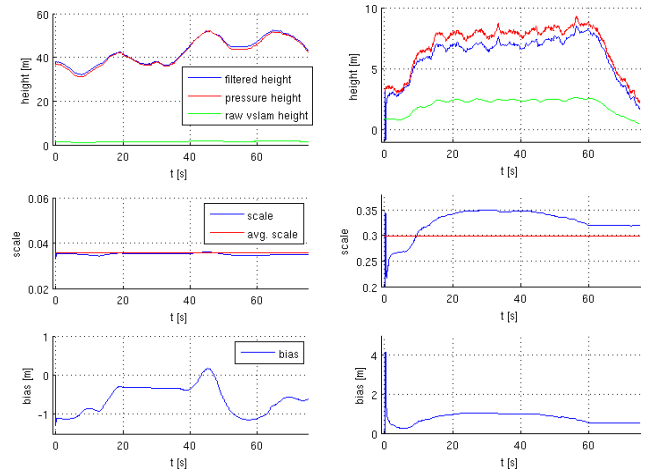 60
40
20
0
height [m]
filtered height
pressure height
raw vslam height
0 20 40 60
t [s]
10
5
0
height [m]
0 20 40 60
t [s]
0.06
0.04
0.02
scale
scale
avg. scale
0 20 40 60
t [s]
0.35
0.3
0.25
0.2
scale
0 20 40 60
t [s]
1
0
-1
bias [m]
bias
0 20 40 60
t [s]
4
2
0
bias [m]
0 20 40 60
t [s]